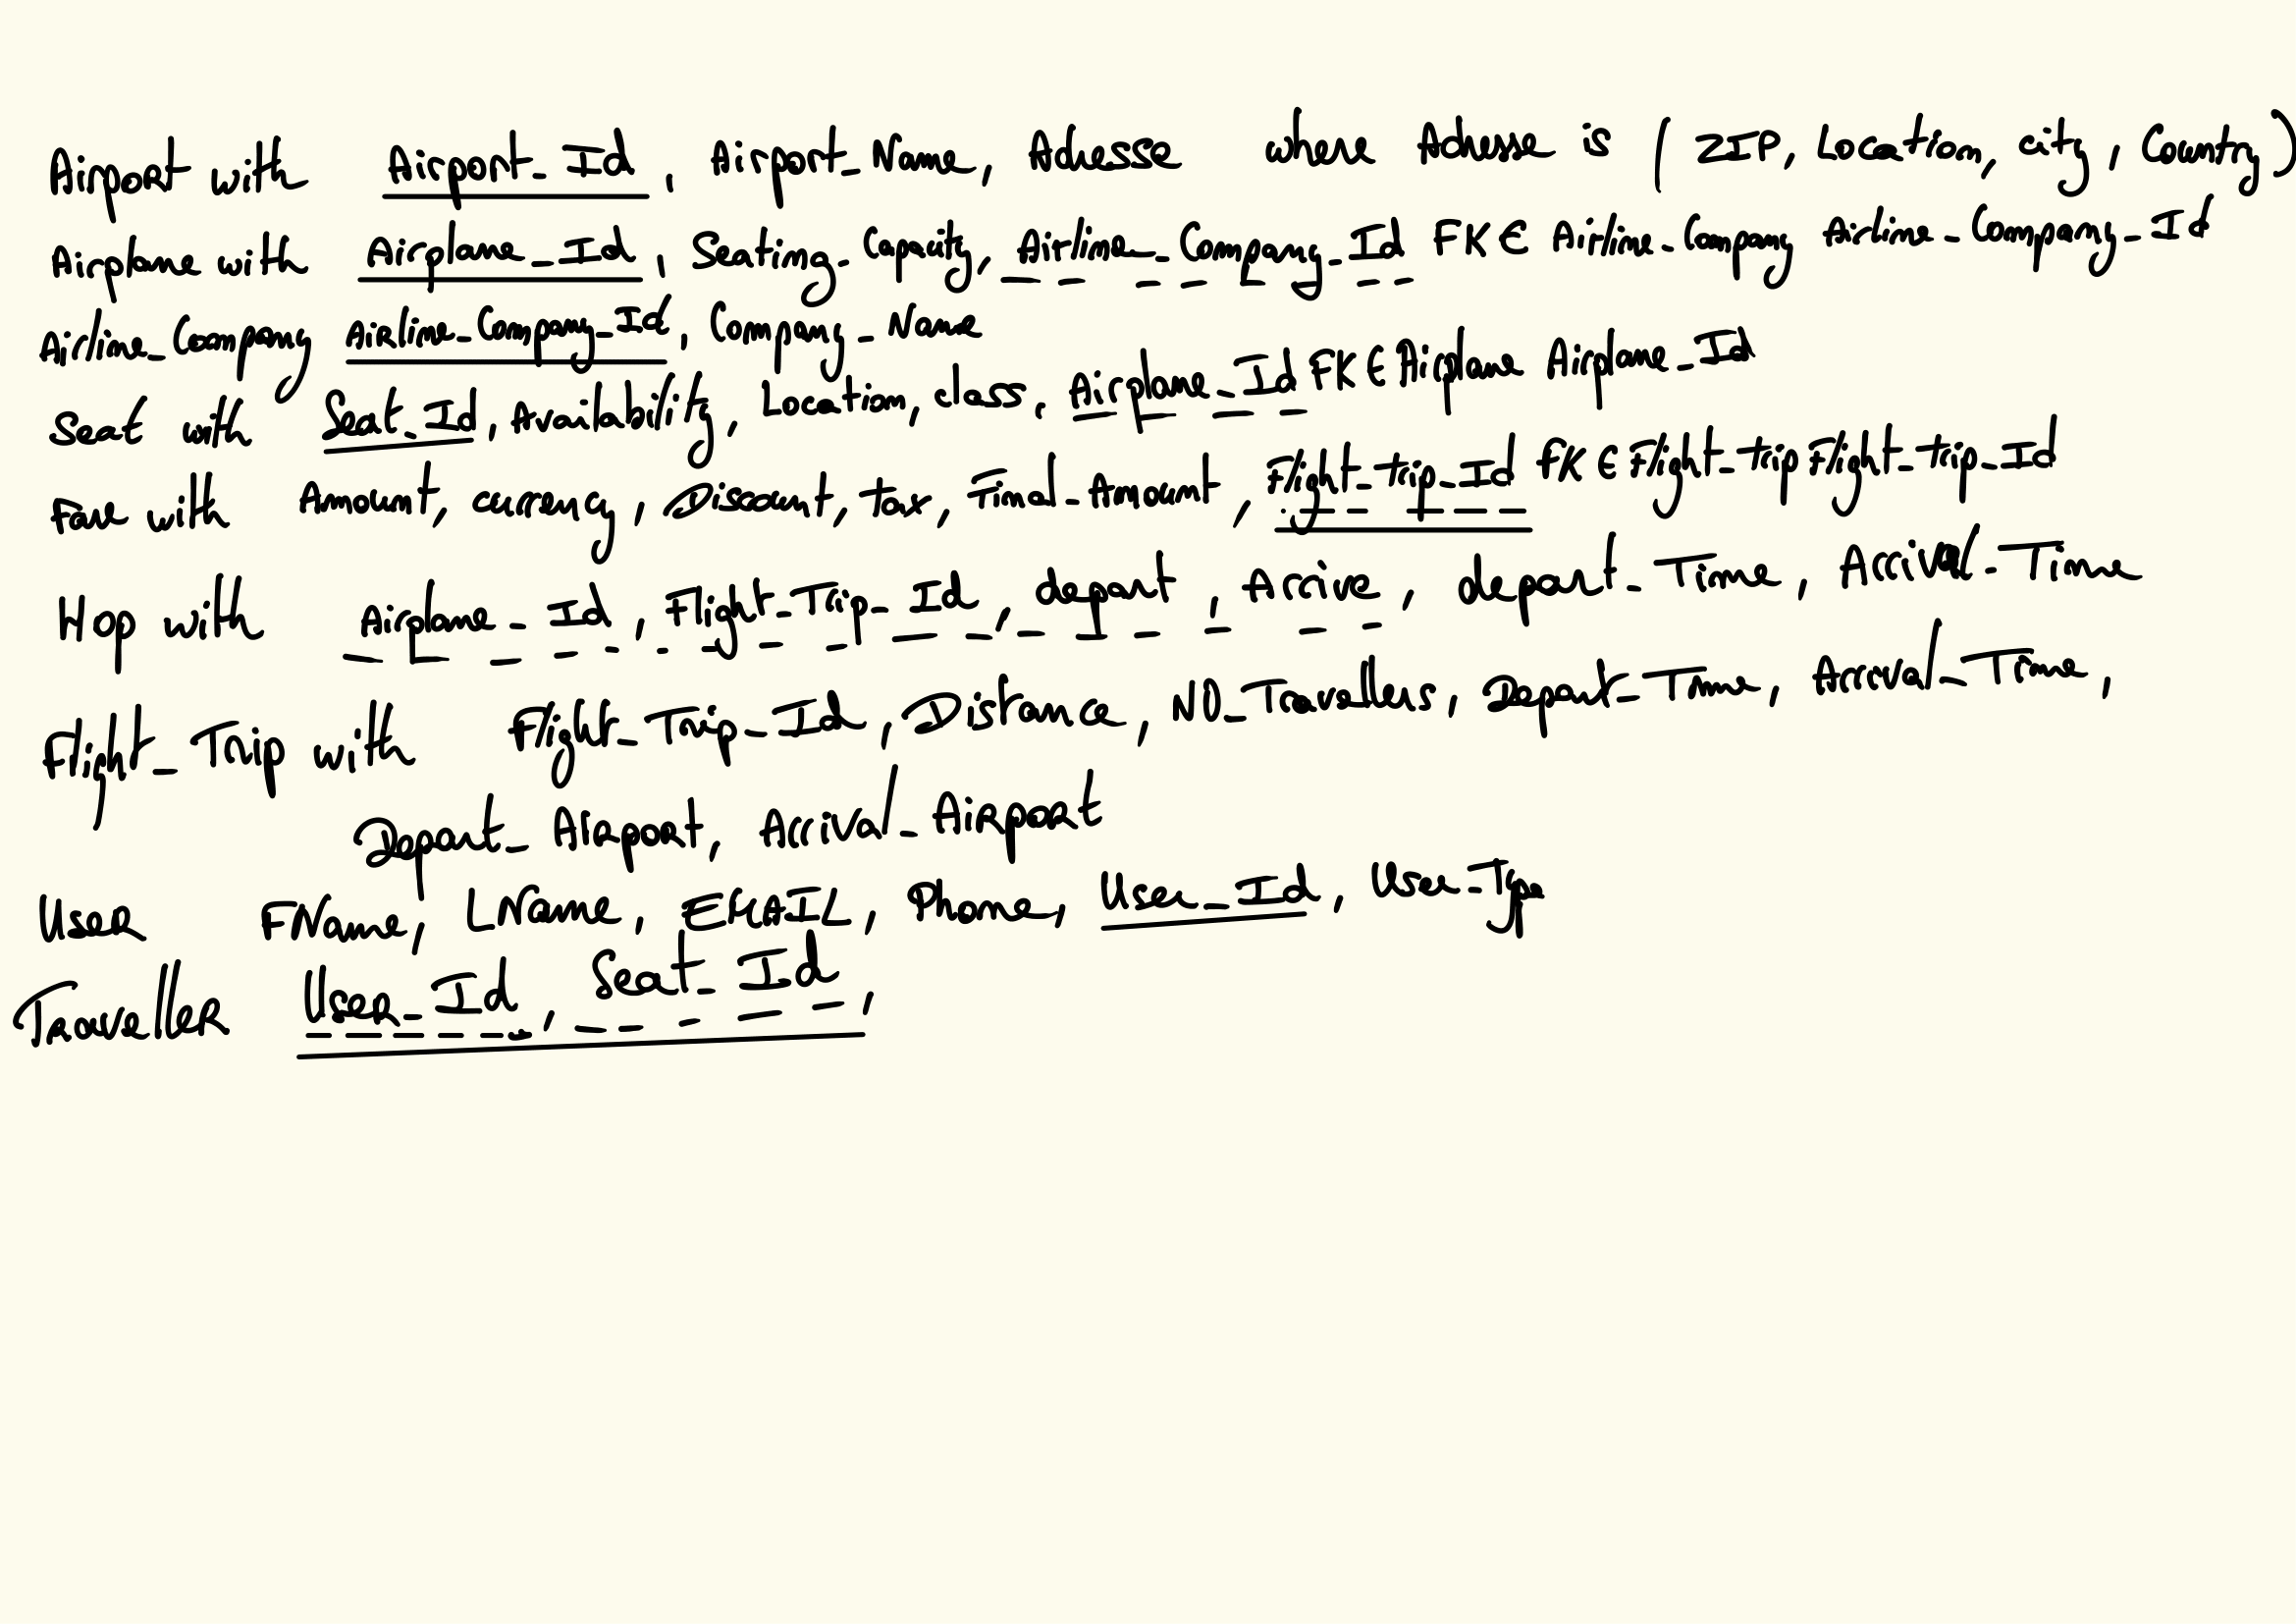 Airport with Airport_Id, Airport_Name, Adresse where Adresse is (ZIP, Location, city, Country)
Airplane with Airplane_Id, Seating_Capacity, Airline_Company_Id FK € Airline_Company Airline_Company_Id
Airline_Company Airline_Company_Id, Company_Name
Seat with Seat_Id, Availability, Location, class, Airplane_Id FK € Airplane Airplane_Id
Fare with Amount, currency, Discount, Tax, Final_Amount, Flight_trip_Id FK € Flight_trip Flight_trip_Id
Hop with Airplane_Id, Flight_Trip_Id, depart, Arrive, depart_Time, Arrival_Time
Flight_Trip with Flight_Trip_Id, Distance, NO_Travellers, Depart_Time, Arrival_Time,
Depart_Airport, Arrival_Airport
User FName, LName, EMAIL, Phone, User_Id, User_Type
Traveller User_Id, Seat_Id,